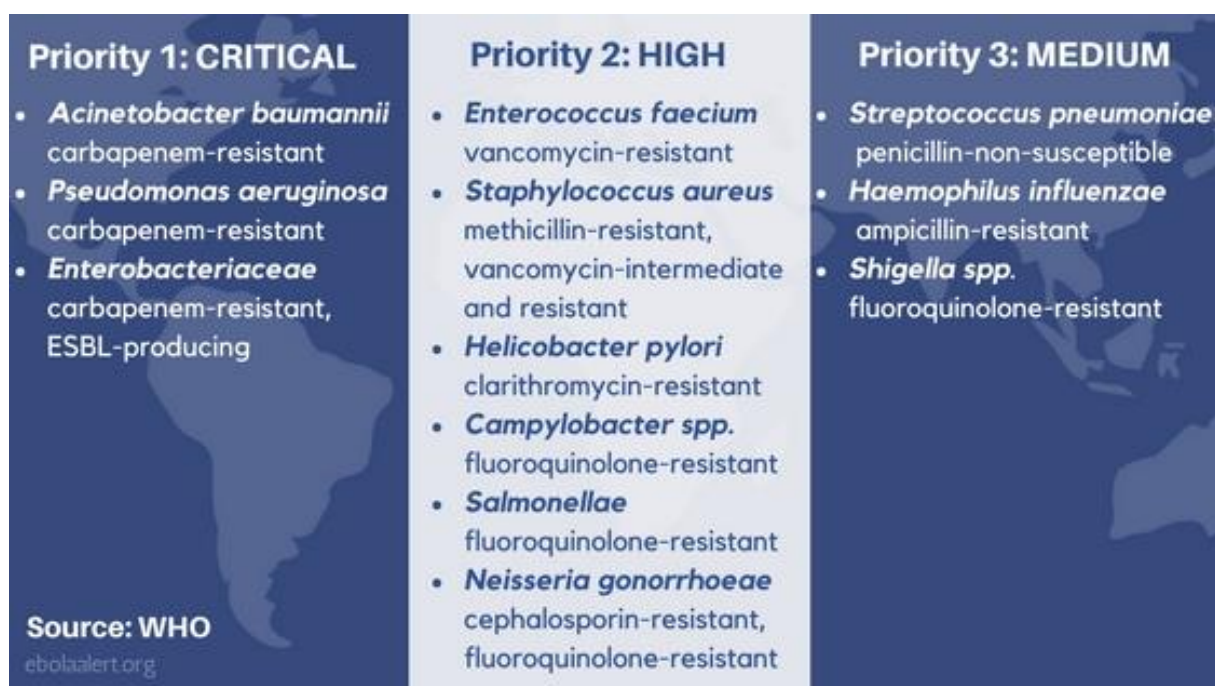 Priority 1: CRITICAL
• Acinetobacter baumannii
carbapenem-resistant
• Pseudomonas aeruginosa
carbapenem-resistant
• Enterobacteriaceae
carbapenem-resistant,
ESBL-producing
Source: WHO
ebolaalert.org
Priority 2: HIGH
• Enterococcus faecium
vancomycin-resistant
• Staphylococcus aureus
methicillin-resistant,
vancomycin-intermediate
and resistant
• Helicobacter pylori
clarithromycin-resistant
• Campylobacter spp.
fluoroquinolone-resistant
• Salmonellae
fluoroquinolone-resistant
• Neisseria gonorrhoeae
cephalosporin-resistant,
fluoroquinolone-resistant
Priority 3: MEDIUM
• Streptococcus pneumoniae
penicillin-non-susceptible
• Haemophilus influenzae
ampicillin-resistant
• Shigella spp.
fluoroquinolone-resistant